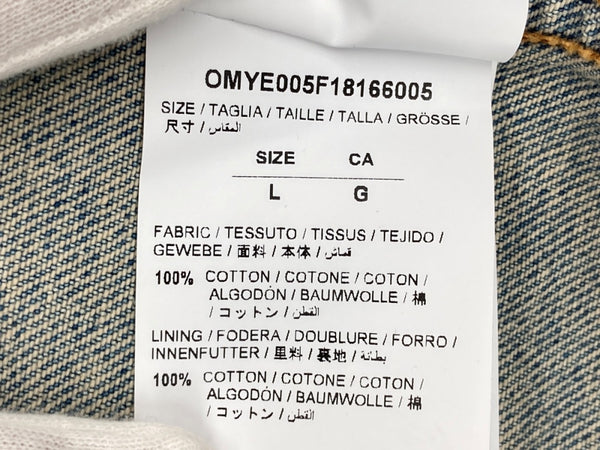 OMYE005F18166005
SIZE / TAGLIA / TAILLE / TALLA / GRÖSSE /
尺寸 / المقاس /
SIZE CA
L G
FABRIC / TESSUTO / TISSUS / TEJIDO /
GEWEBE / 面料 / 本体 / قماش
100% COTTON / COTONE / COTON /
ALGODÓN / BAUMWOLLE / 棉
/ コットン / القطن
LINING / FODERA / DOUBLURE / FORRO /
INNENFUTTER / 里料 / 裏地 / بطانة
100% COTTON / COTONE / COTON /
ALGODÓN / BAUMWOLLE / 棉
/ コットン / القطن